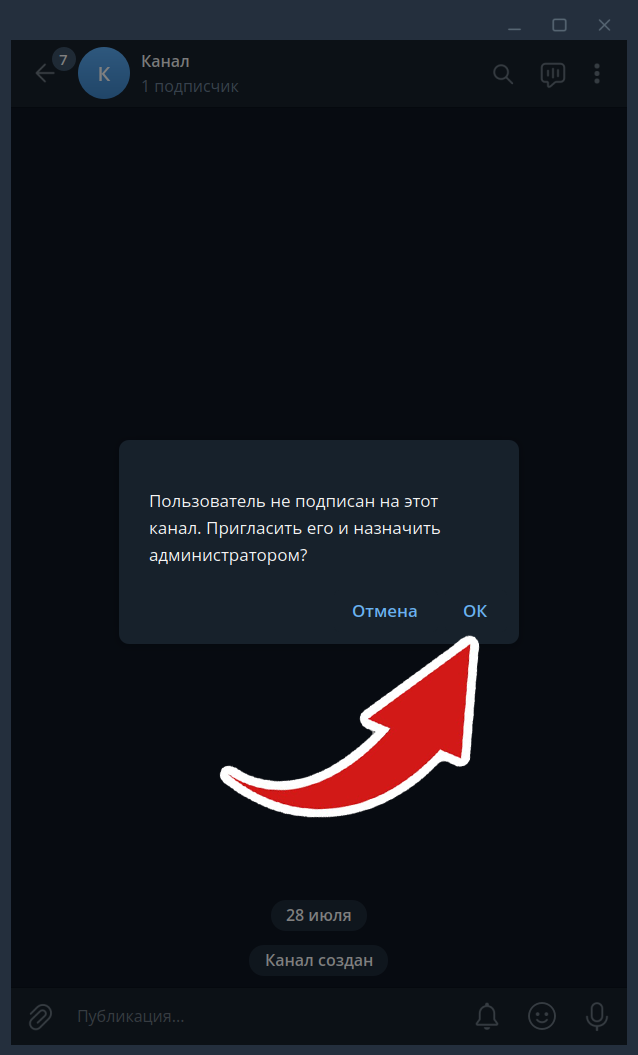 7
К
Канал
1 подписчик
Пользователь не подписан на этот
канал. Пригласить его и назначить
администратором?
Отмена
ОК
28 июля
Канал создан
Публикация...